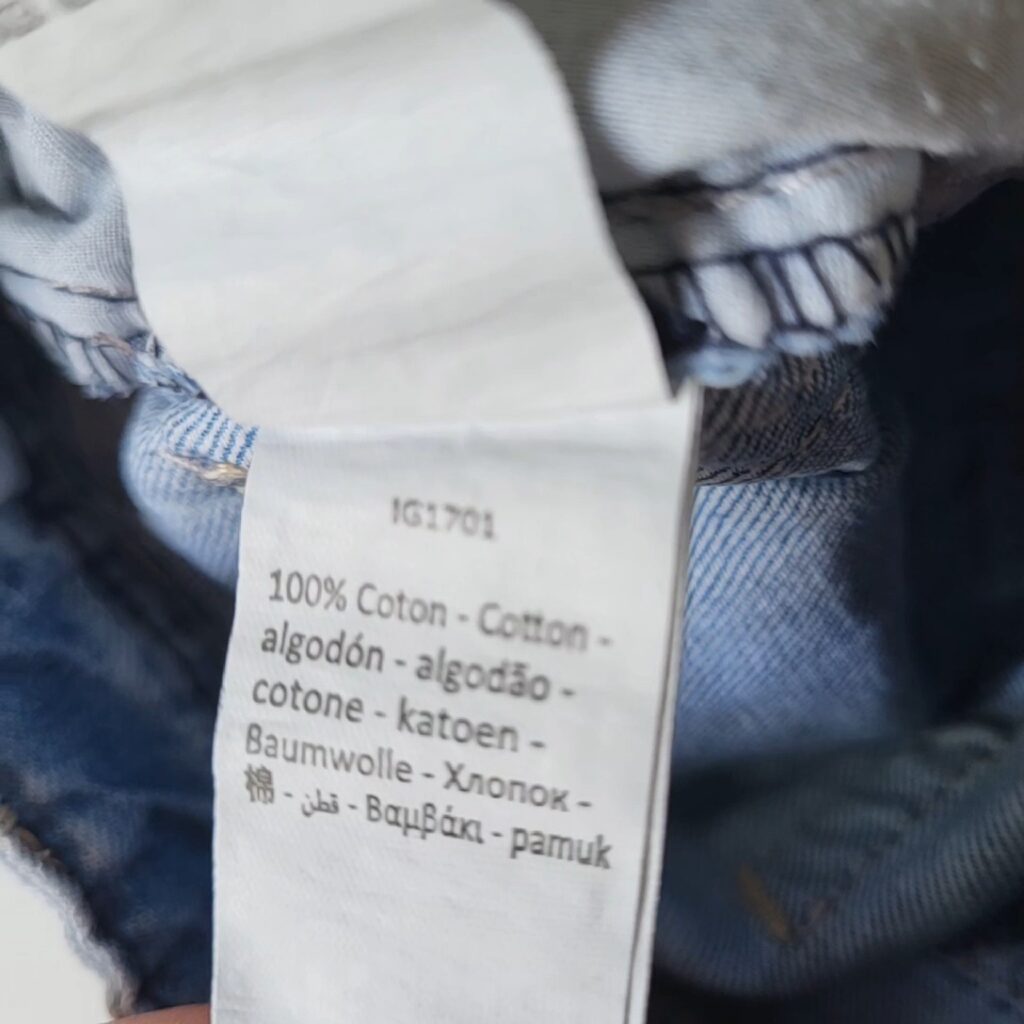 IG1701
100% Coton - Cotton -
algodón - algodão -
cotone - katoen -
Baumwolle - Хлопок -
棉 - قطن - Βαμβάκι - pamuk